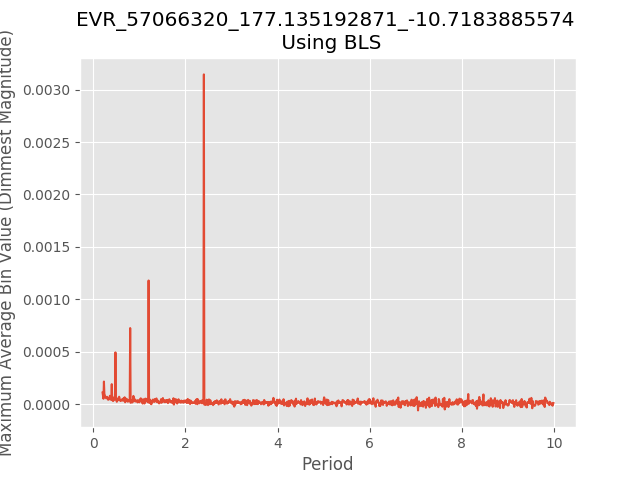 EVR_57066320_177.135192871_-10.7183885574
Using BLS
Maximum Average Bin Value (Dimmest Magnitude)
0.0030
0.0025
0.0020
0.0015
0.0010
0.0005
0.0000
0 2 4 6 8 10
Period